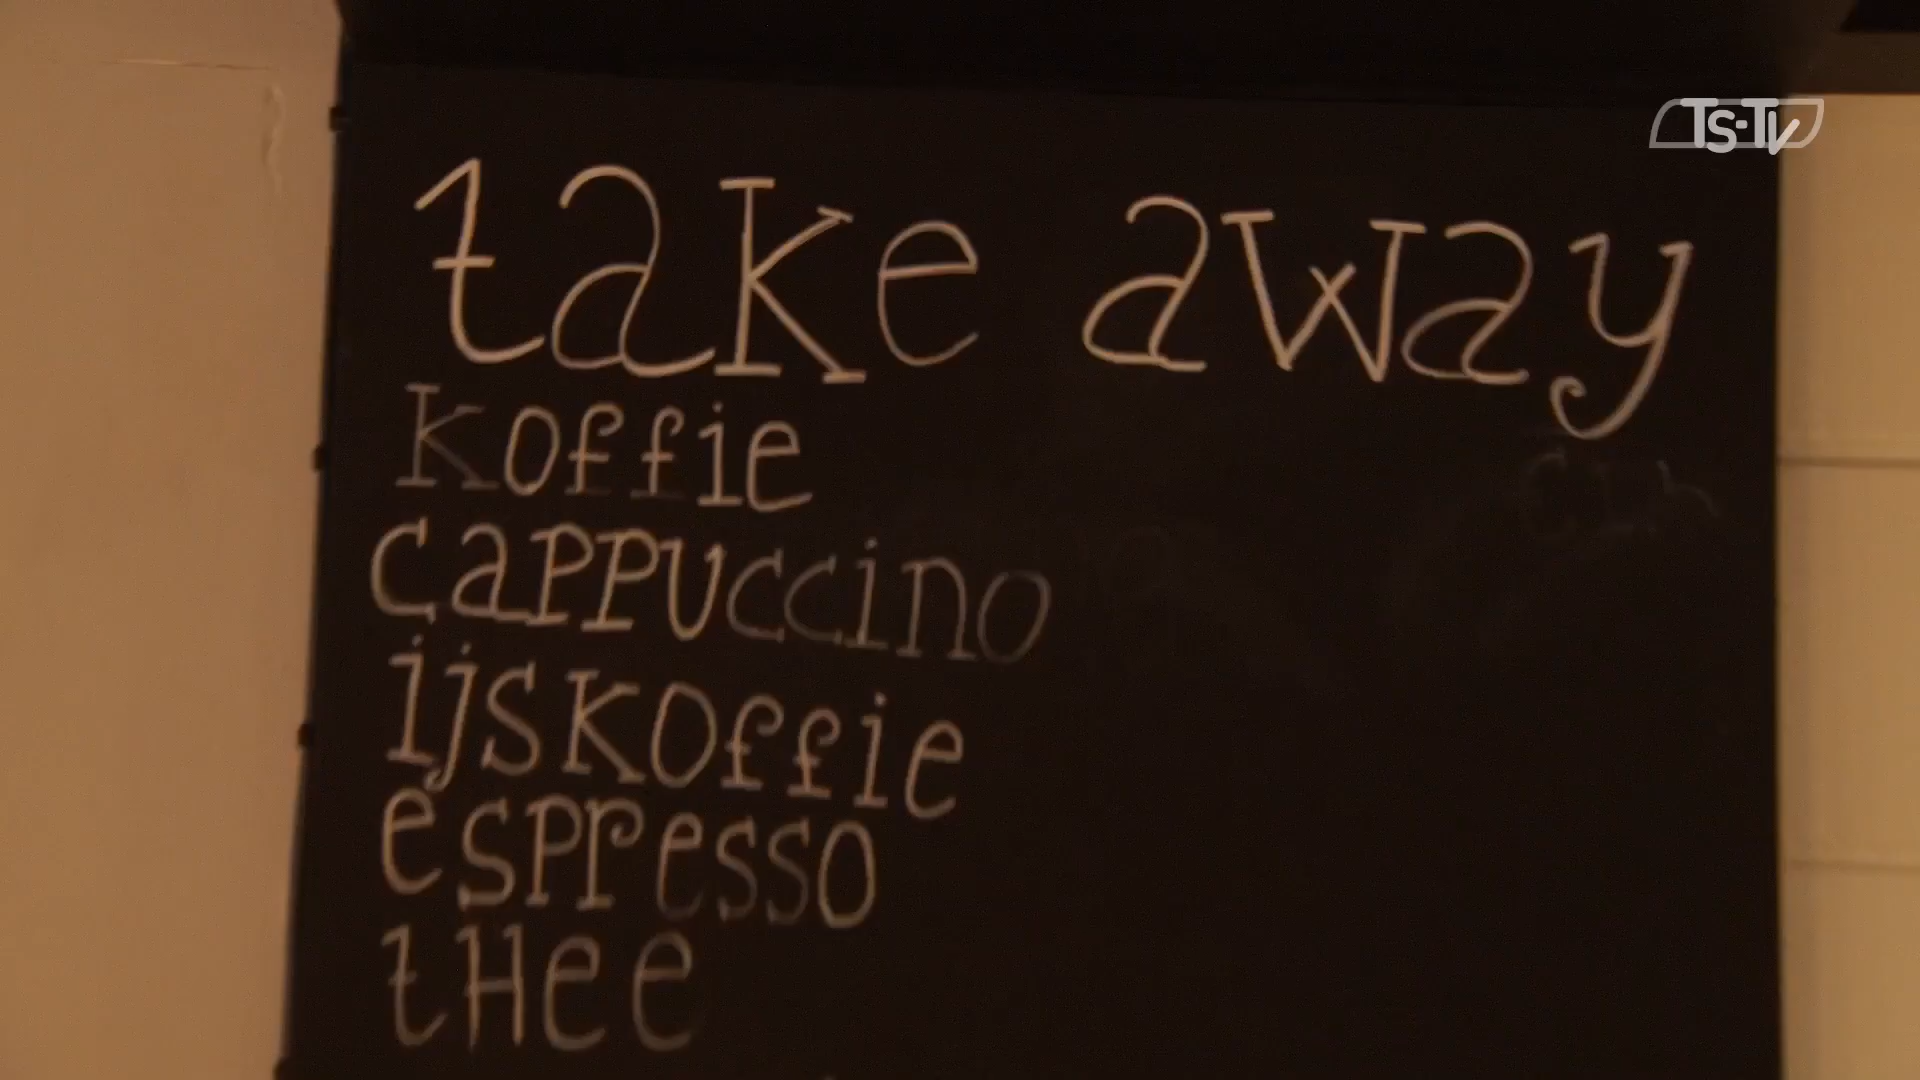 TS-TV
take away
koffie
cappuccino
ijskoffie
espresso
thee